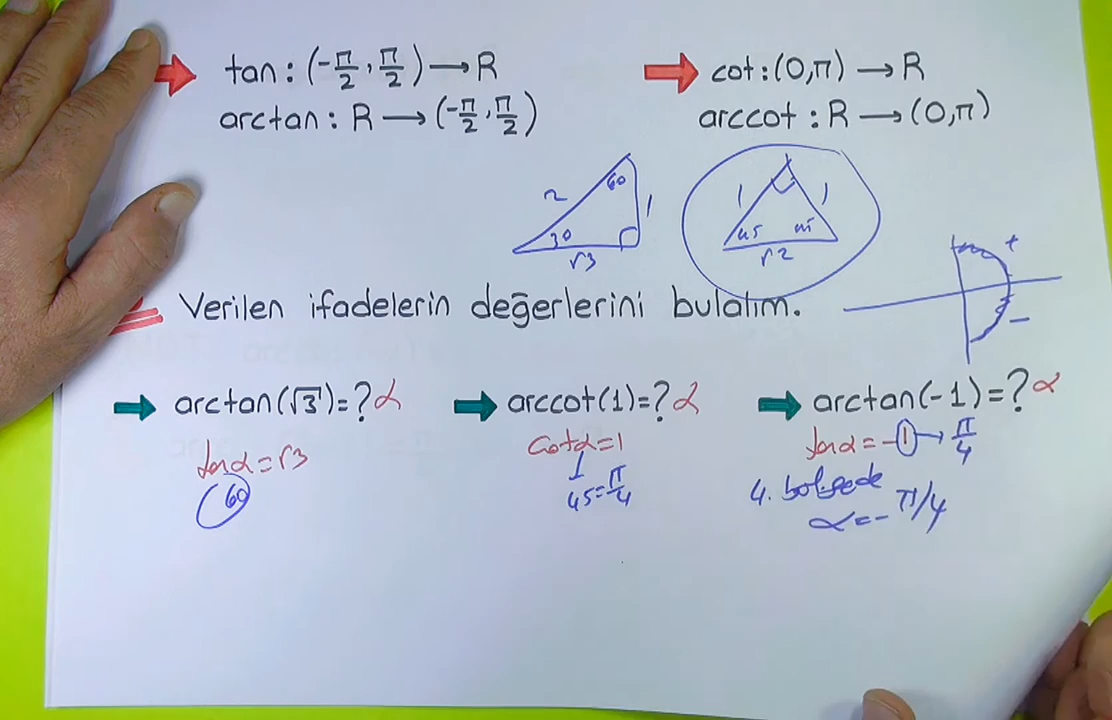 tan : (-π/2, π/2) → R
arctan : R → (-π/2, π/2)
cot : (0, π) → R
arccot : R → (0, π)
2
60
1
30
√3
1
1
45
45
√2
+
-
Verilen ifadelerin değerlerini bulalım.
arctan(√3) = ? α
tanα = √3
60
arccot(1) = ? α
cotα = 1
45 = π/4
arctan(-1) = ? α
tanα = -1 → π/4
4. bölgede
α = -π/4